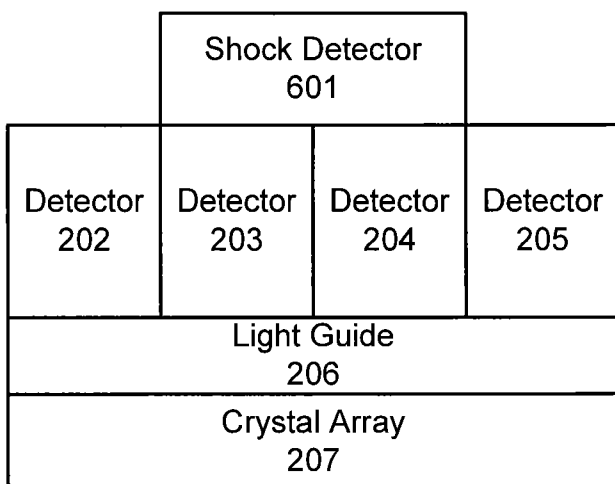 Shock Detector
601
Detector
202
Detector
203
Detector
204
Detector
205
Light Guide
206
Crystal Array
207